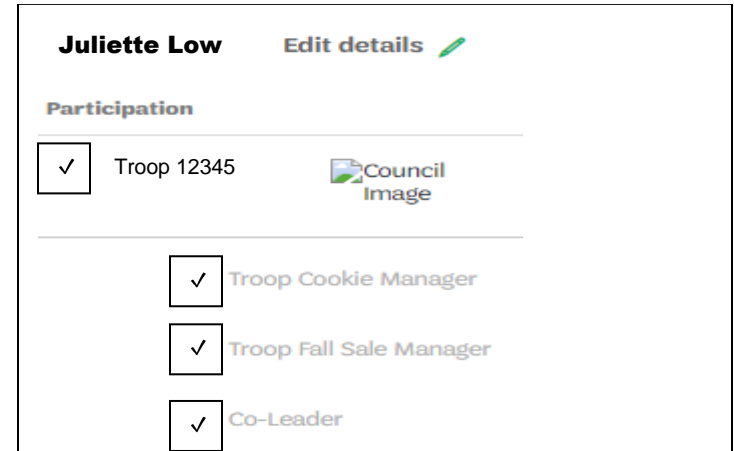 Juliette Low Edit details
Participation
✓ Troop 12345 Council
Image
✓ Troop Cookie Manager
✓ Troop Fall Sale Manager
✓ Co-Leader